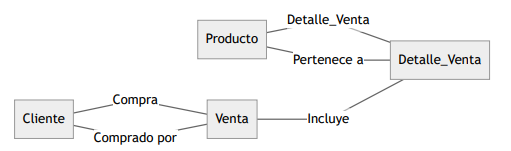 Detalle_Venta
Producto
Pertenece a
Detalle_Venta
Compra
Cliente
Venta
Incluye
Comprado por